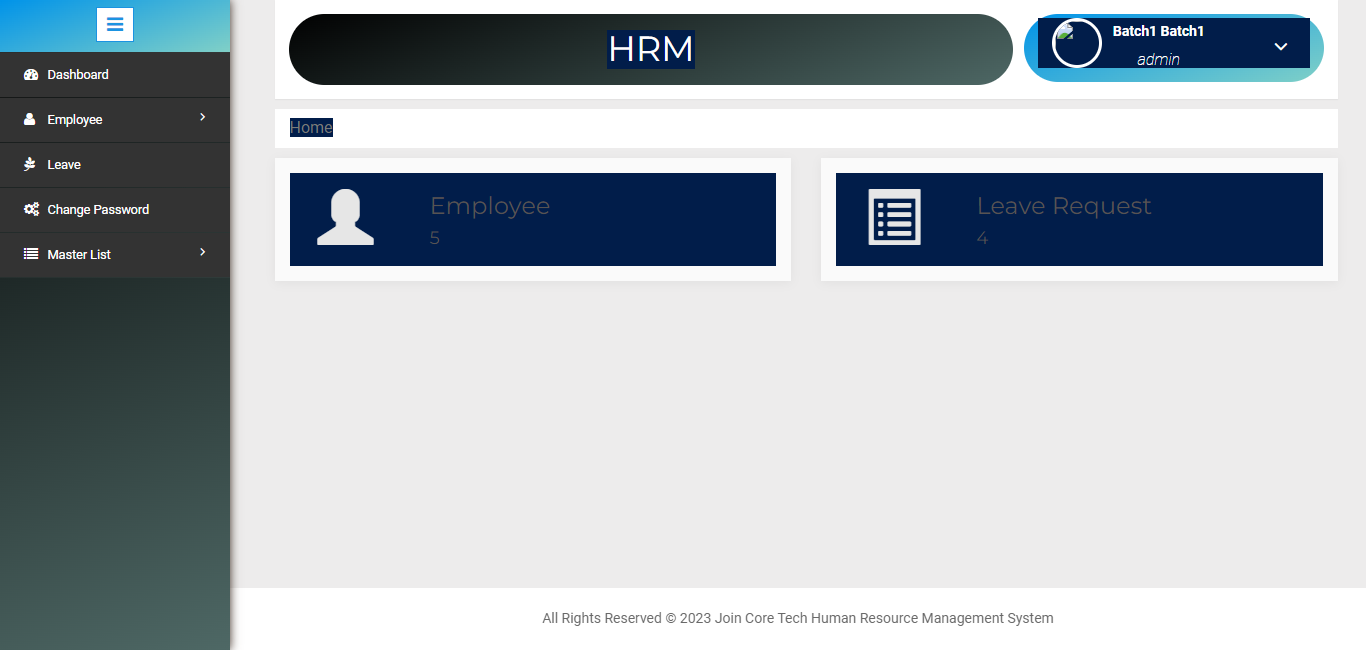 HRM
Batch1 Batch1
admin
Dashboard
Employee
Leave
Change Password
Master List
Home
Employee
5
Leave Request
4
All Rights Reserved © 2023 Join Core Tech Human Resource Management System